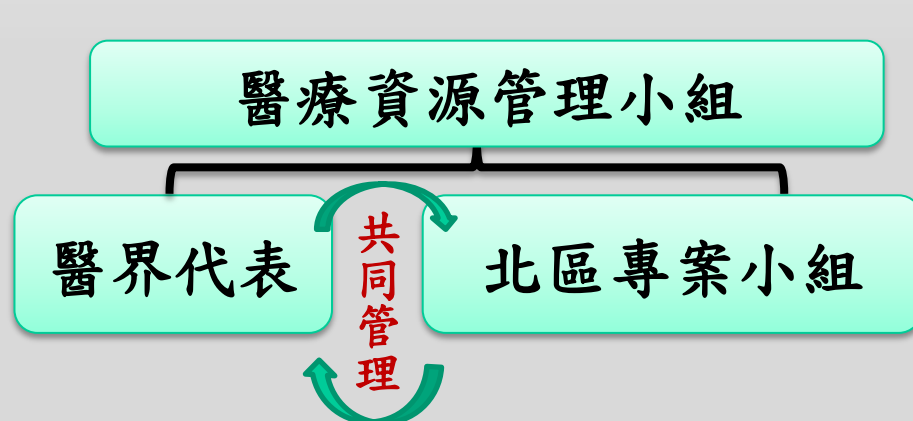 醫療資源管理小組
醫界代表
共同管理
北區專案小組